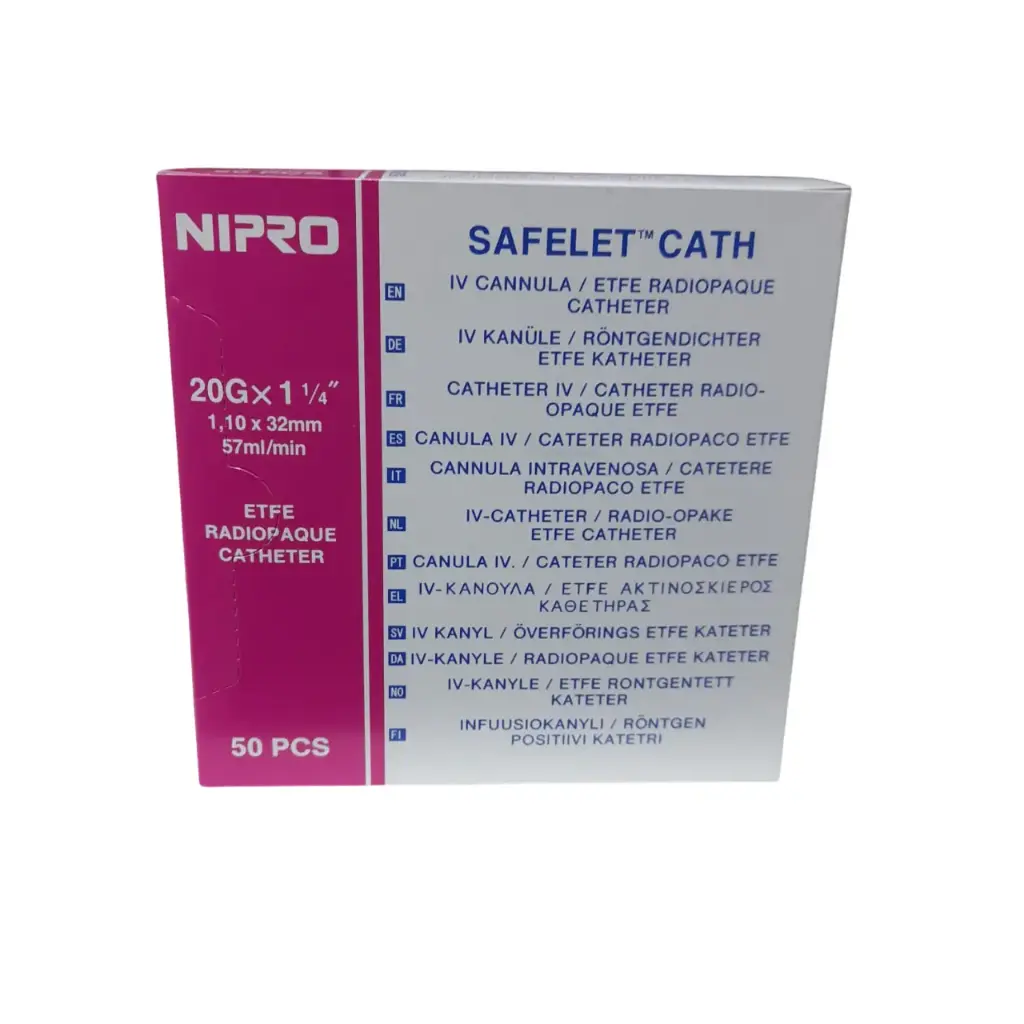 50 PCS
NIPRO
20G× 1 1/4"
1,10 x 32mm
57ml/min
ETFE
RADIOPAQUE
CATHETER
50 PCS
SAFELET™ CATH
EN IV CANNULA / ETFE RADIOPAQUE
CATHETER
DE IV KANÜLE / RÖNTGENDICHTER
ETFE KATHETER
FR CATHETER IV / CATHETER RADIO-
OPAQUE ETFE
ES CANULA IV / CATETER RADIOPACO ETFE
IT CANNULA INTRAVENOSA / CATETERE
RADIOPACO ETFE
NL IV-CATHETER / RADIO-OPAKE
ETFE CATHETER
PT CANULA IV. / CATETER RADIOPACO ETFE
EL IV-ΚΑΝΟΥΛΑ / ETFE ΑΚΤΙΝΟΣΚΙΕΡΟΣ
ΚΑΘΕΤΗΡΑΣ
SV IV KANYL / ÖVERFÖRINGS ETFE KATETER
DA IV-KANYLE / RADIOPAQUE ETFE KATETER
NO IV-KANYLE / ETFE RONTGENTETT
KATETER
FI INFUUSIOKANYLI / RÖNTGEN
POSITIIVI KATETRI